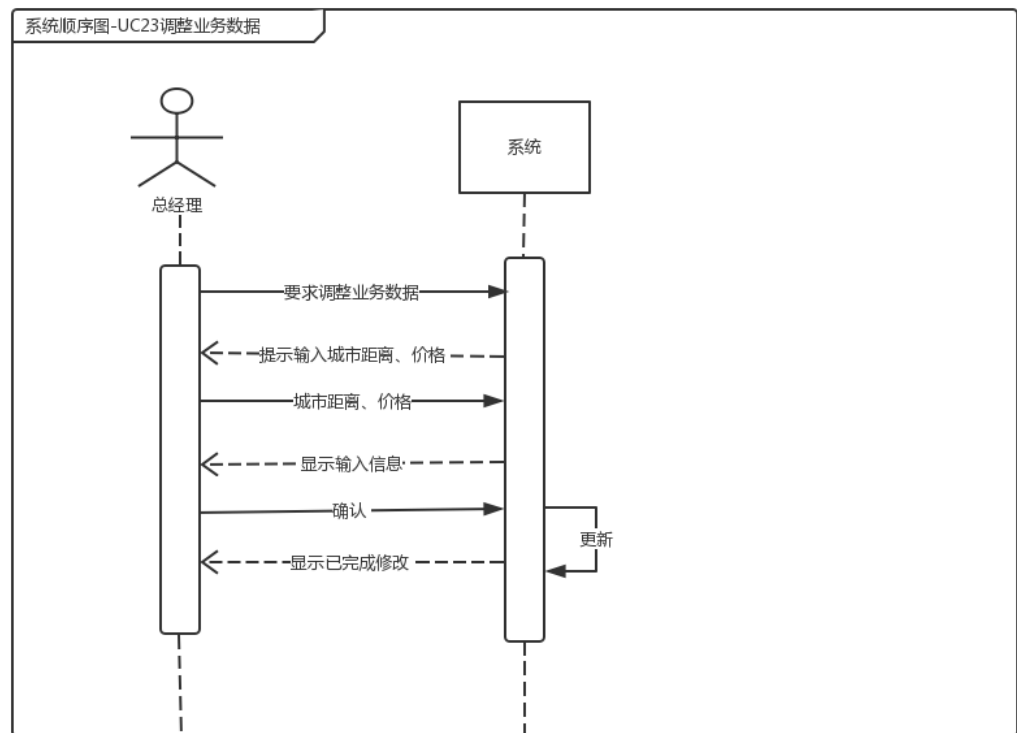 系统顺序图-UC23调整业务数据
总经理
系统
要求调整业务数据
提示输入城市距离、价格
城市距离、价格
显示输入信息
确认
更新
显示已完成修改